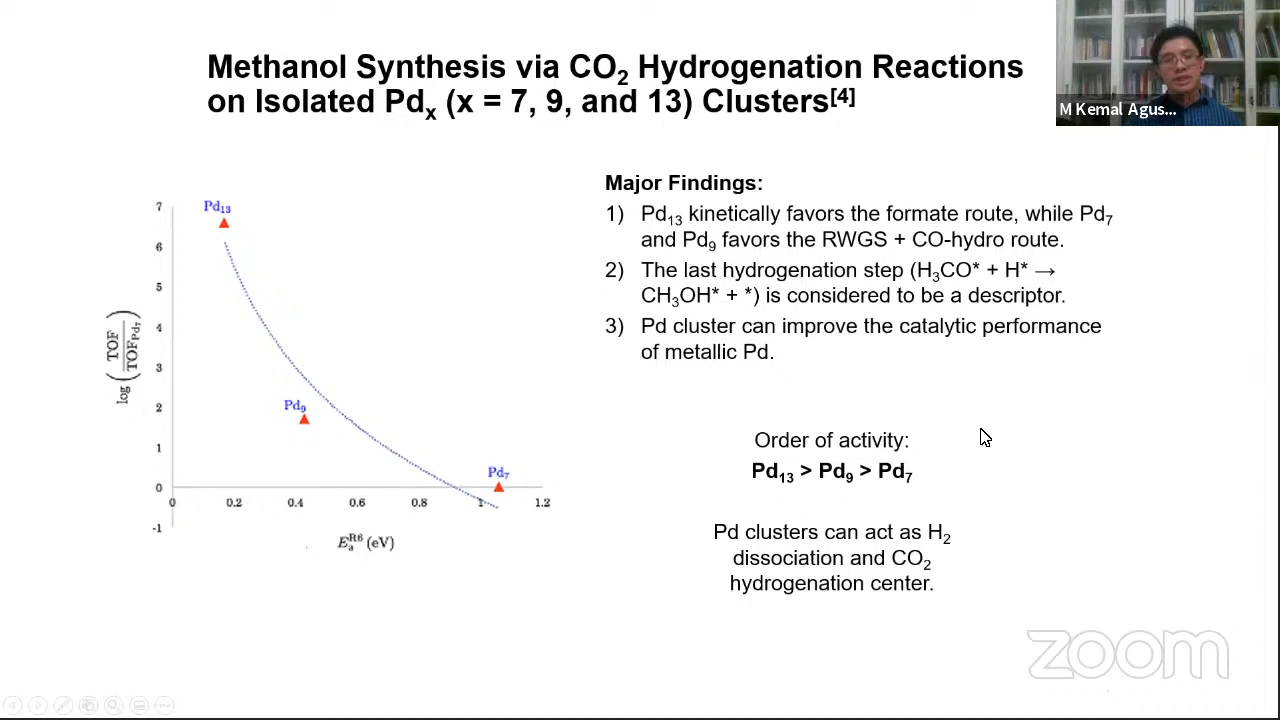 Methanol Synthesis via CO₂ Hydrogenation Reactions
on Isolated Pdₓ (x = 7, 9, and 13) Clusters[4]
M Kemal Agus...
Major Findings:
1) Pd₁₃ kinetically favors the formate route, while Pd₇
and Pd₉ favors the RWGS + CO-hydro route.
2) The last hydrogenation step (H₃CO* + H* →
CH₃OH* + *) is considered to be a descriptor.
3) Pd cluster can improve the catalytic performance
of metallic Pd.
Order of activity:
Pd₁₃ > Pd₉ > Pd₇
Pd clusters can act as H₂
dissociation and CO₂
hydrogenation center.
log (TOF/TOF_Pd₇)
7
6
5
4
3
2
1
0
-1
Pd₁₃
Pd₉
Pd₇
0 0.2 0.4 0.6 0.8 1 1.2
Eₐᴿ⁶ (eV)
zoom